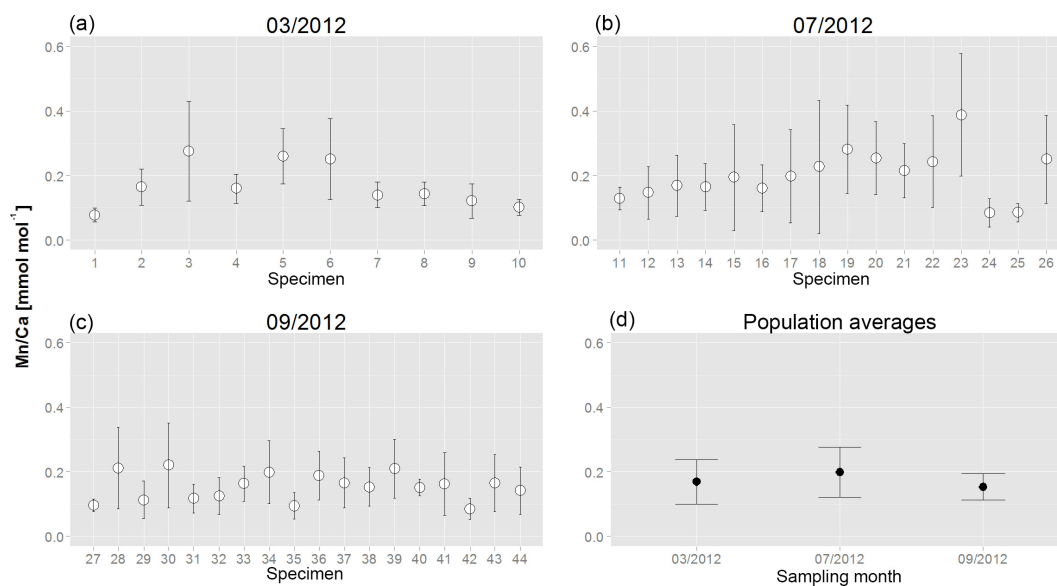 (a) 03/2012
0.6
0.4
0.2
0.0
1 2 3 4 5 6 7 8 9 10
Specimen
(b) 07/2012
0.6
0.4
0.2
0.0
11 12 13 14 15 16 17 18 19 20 21 22 23 24 25 26
Specimen
Mn/Ca [mmol mol⁻¹]
(c) 09/2012
0.6
0.4
0.2
0.0
27 28 29 30 31 32 33 34 35 36 37 38 39 40 41 42 43 44
Specimen
(d) Population averages
0.6
0.4
0.2
0.0
03/2012 07/2012 09/2012
Sampling month